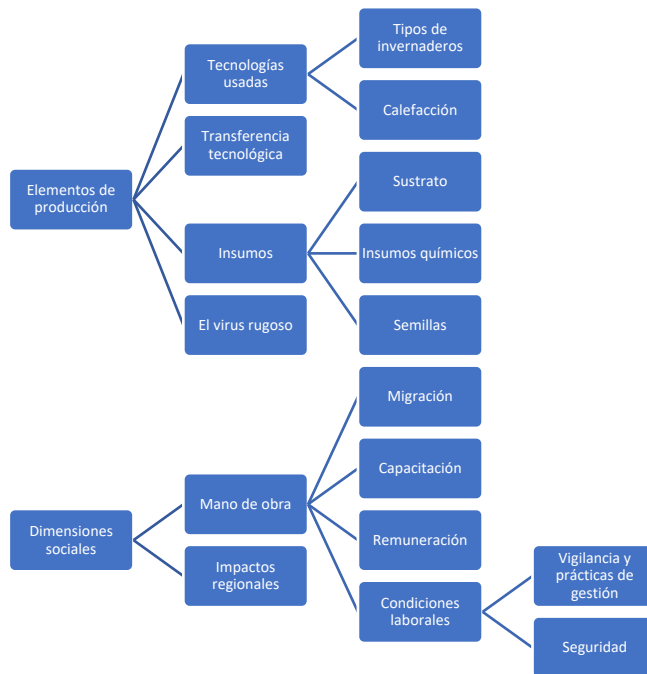 Elementos de
producción
Tecnologías
usadas
Tipos de
invernaderos
Calefacción
Transferencia
tecnológica
Insumos
Sustrato
Insumos químicos
Semillas
El virus rugoso
Dimensiones
sociales
Mano de obra
Migración
Capacitación
Remuneración
Condiciones
laborales
Vigilancia y
prácticas de
gestión
Seguridad
Impactos
regionales